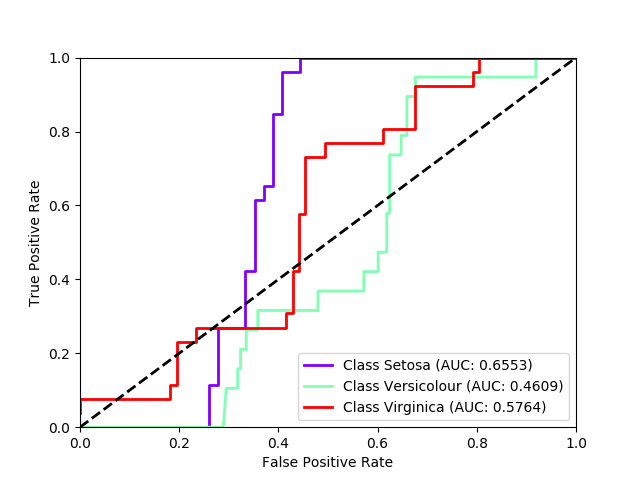 1.0
0.8
0.6
0.4
0.2
0.0
True Positive Rate
0.0 0.2 0.4 0.6 0.8 1.0
False Positive Rate
Class Setosa (AUC: 0.6553)
Class Versicolour (AUC: 0.4609)
Class Virginica (AUC: 0.5764)